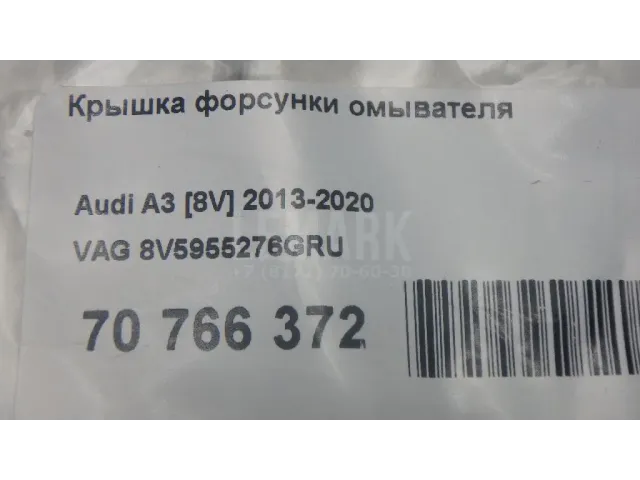 Крышка форсунки омывателя
Audi A3 [8V] 2013-2020
VAG 8V5955276GRU
70 766 372